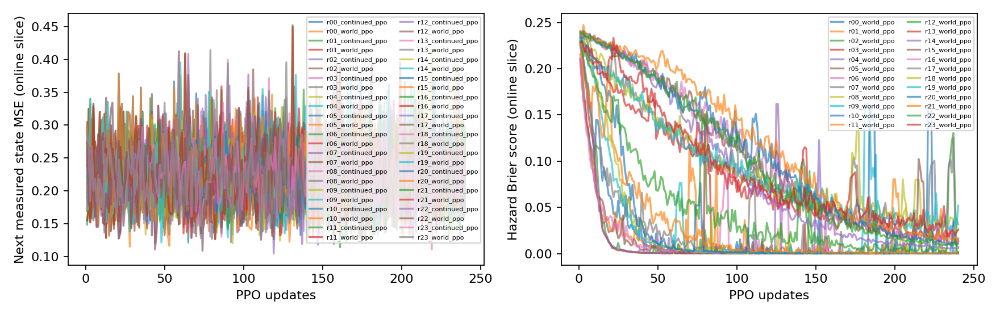 Next measured state MSE (online slice)
0.45
0.40
0.35
0.30
0.25
0.20
0.15
0.10
0
50
100
150
200
250
PPO updates
r00_continued_ppo
r00_world_ppo
r01_continued_ppo
r01_world_ppo
r02_continued_ppo
r02_world_ppo
r03_continued_ppo
r03_world_ppo
r04_continued_ppo
r04_world_ppo
r05_continued_ppo
r05_world_ppo
r06_continued_ppo
r06_world_ppo
r07_continued_ppo
r07_world_ppo
r08_continued_ppo
r08_world_ppo
r09_continued_ppo
r09_world_ppo
r10_continued_ppo
r10_world_ppo
r11_continued_ppo
r11_world_ppo
r12_continued_ppo
r12_world_ppo
r13_continued_ppo
r13_world_ppo
r14_continued_ppo
r14_world_ppo
r15_continued_ppo
r15_world_ppo
r16_continued_ppo
r16_world_ppo
r17_continued_ppo
r17_world_ppo
r18_continued_ppo
r18_world_ppo
r19_continued_ppo
r19_world_ppo
r20_continued_ppo
r20_world_ppo
r21_continued_ppo
r21_world_ppo
r22_continued_ppo
r22_world_ppo
r23_continued_ppo
r23_world_ppo
Hazard Brier score (online slice)
0.25
0.20
0.15
0.10
0.05
0.00
0
50
100
150
200
250
PPO updates
r00_world_ppo
r01_world_ppo
r02_world_ppo
r03_world_ppo
r04_world_ppo
r05_world_ppo
r06_world_ppo
r07_world_ppo
r08_world_ppo
r09_world_ppo
r10_world_ppo
r11_world_ppo
r12_world_ppo
r13_world_ppo
r14_world_ppo
r15_world_ppo
r16_world_ppo
r17_world_ppo
r18_world_ppo
r19_world_ppo
r20_world_ppo
r21_world_ppo
r22_world_ppo
r23_world_ppo